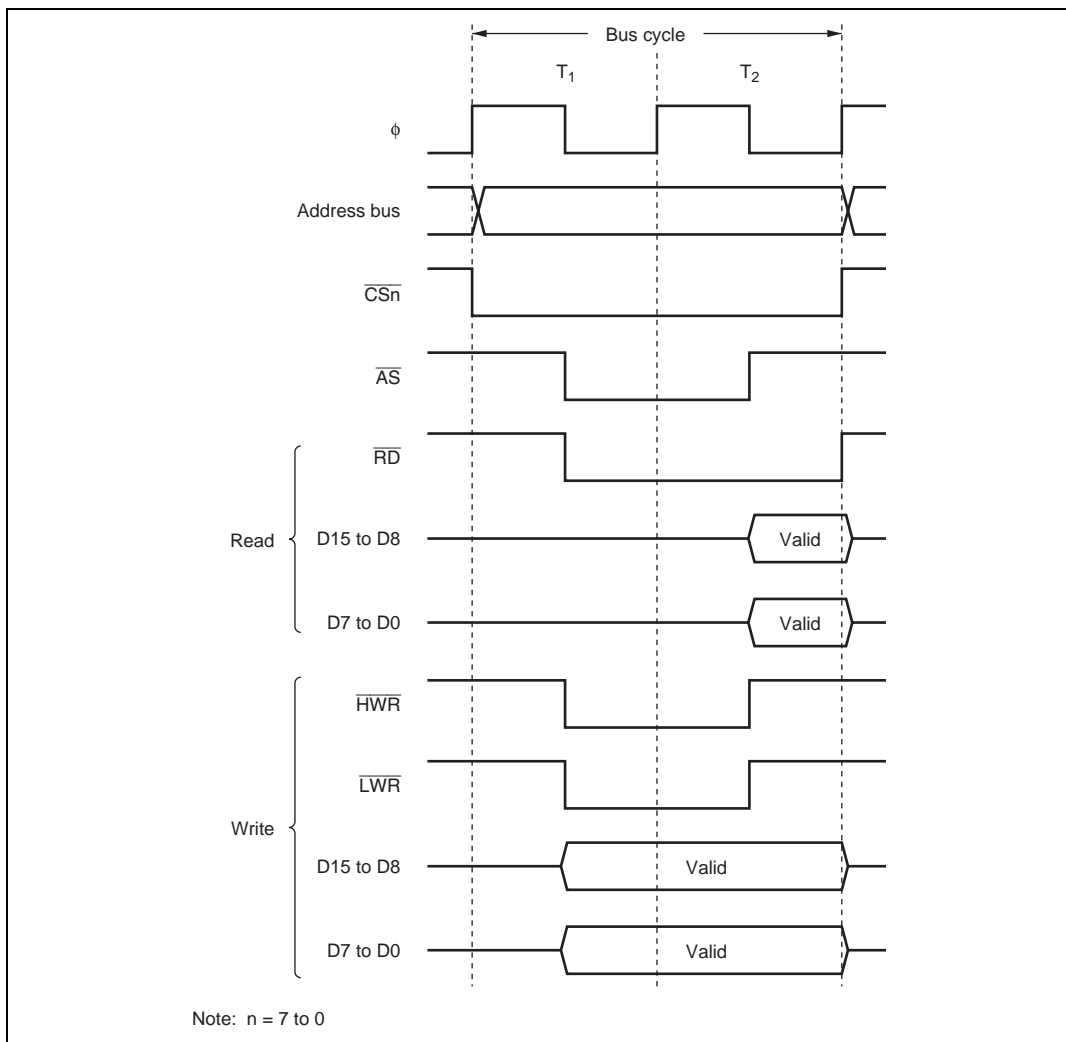 Bus cycle
T1 T2
ϕ
Address bus
CSn
AS
RD
Read
D15 to D8 Valid
D7 to D0 Valid
HWR
LWR
Write
D15 to D8 Valid
D7 to D0 Valid
Note: n = 7 to 0